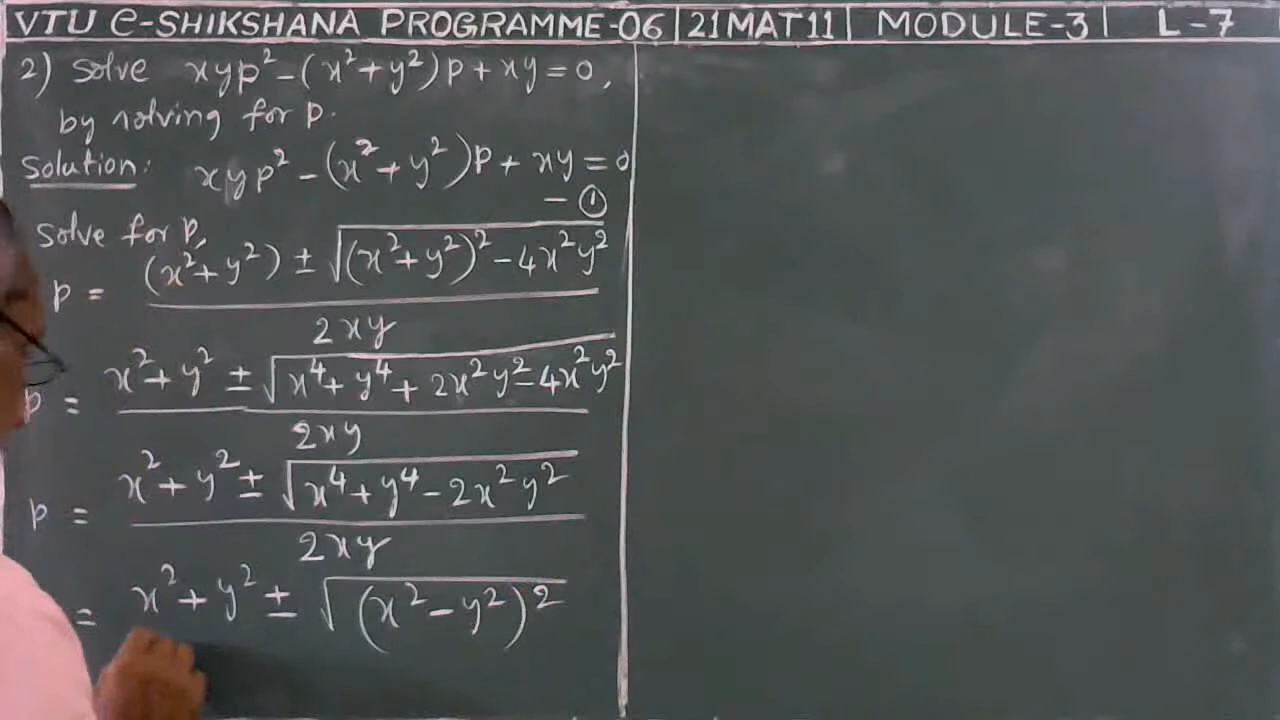 VTU e-SHIKSHANA PROGRAMME-06 | 21MAT11 | MODULE-3 | L-7
2) Solve xyp² - (x²+y²)p + xy = 0,
by solving for p.
Solution: xyp² - (x²+y²)p + xy = 0
- ①
Solve for p,
p = (x²+y²) ± √(x²+y²)² - 4x²y²
2xy
p = x²+y² ± √x⁴+y⁴+2x²y²-4x²y²
2xy
p = x²+y² ± √x⁴+y⁴-2x²y²
2xy
= x²+y² ± √(x²-y²)²